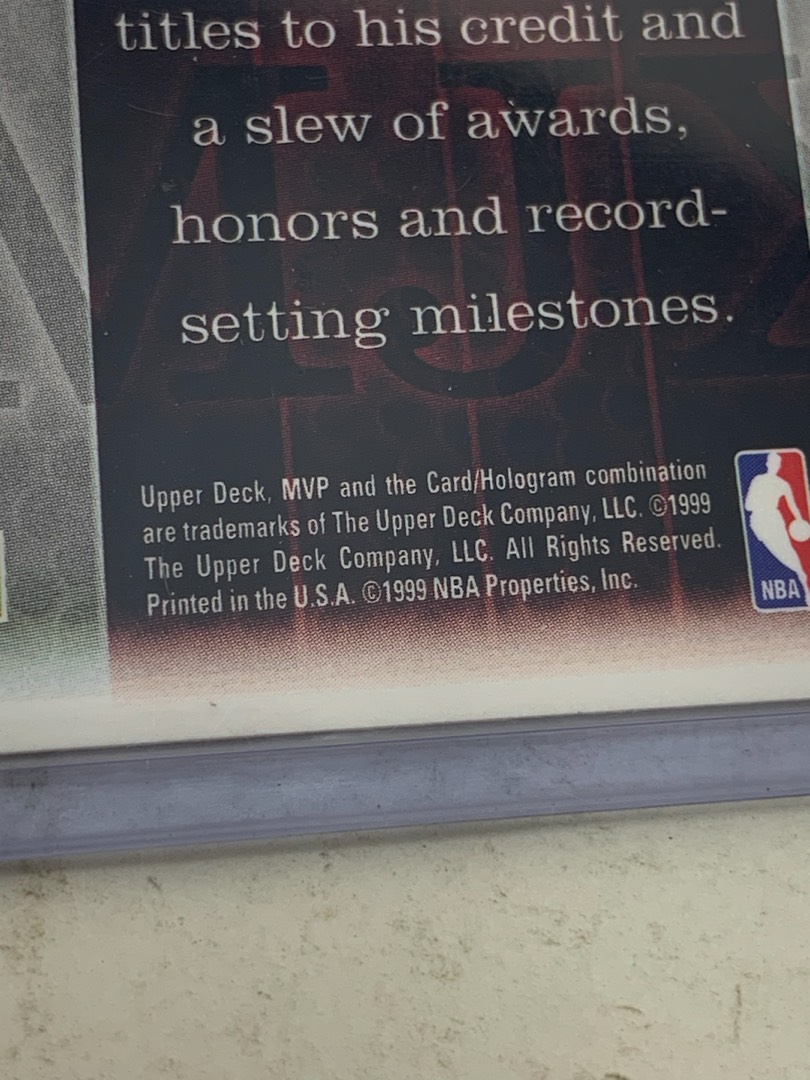 titles to his credit and
a slew of awards,
honors and record-
setting milestones.
Upper Deck, MVP and the Card/Hologram combination
are trademarks of The Upper Deck Company, LLC. ©1999
The Upper Deck Company, LLC. All Rights Reserved.
Printed in the U.S.A. ©1999 NBA Properties, Inc.
NBA